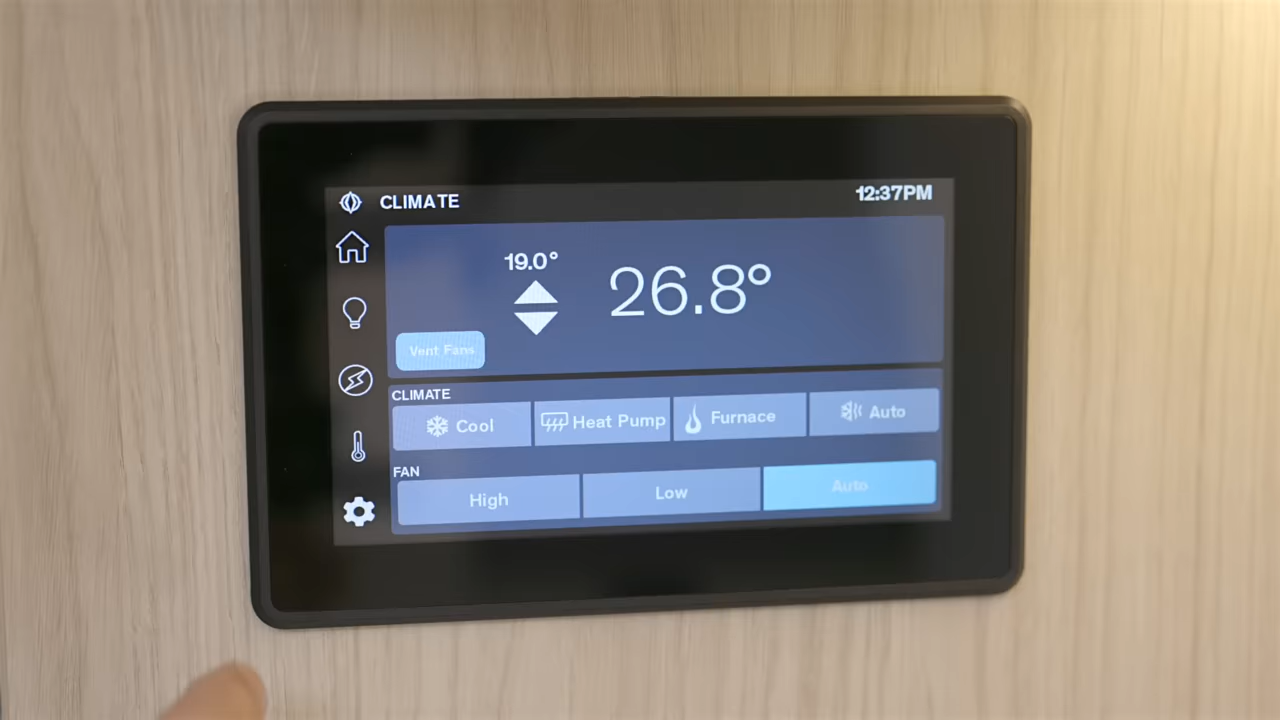 CLIMATE
12:37PM
19.0°
26.8°
Vent Fans
CLIMATE
Cool
Heat Pump
Furnace
Auto
FAN
High
Low
Auto